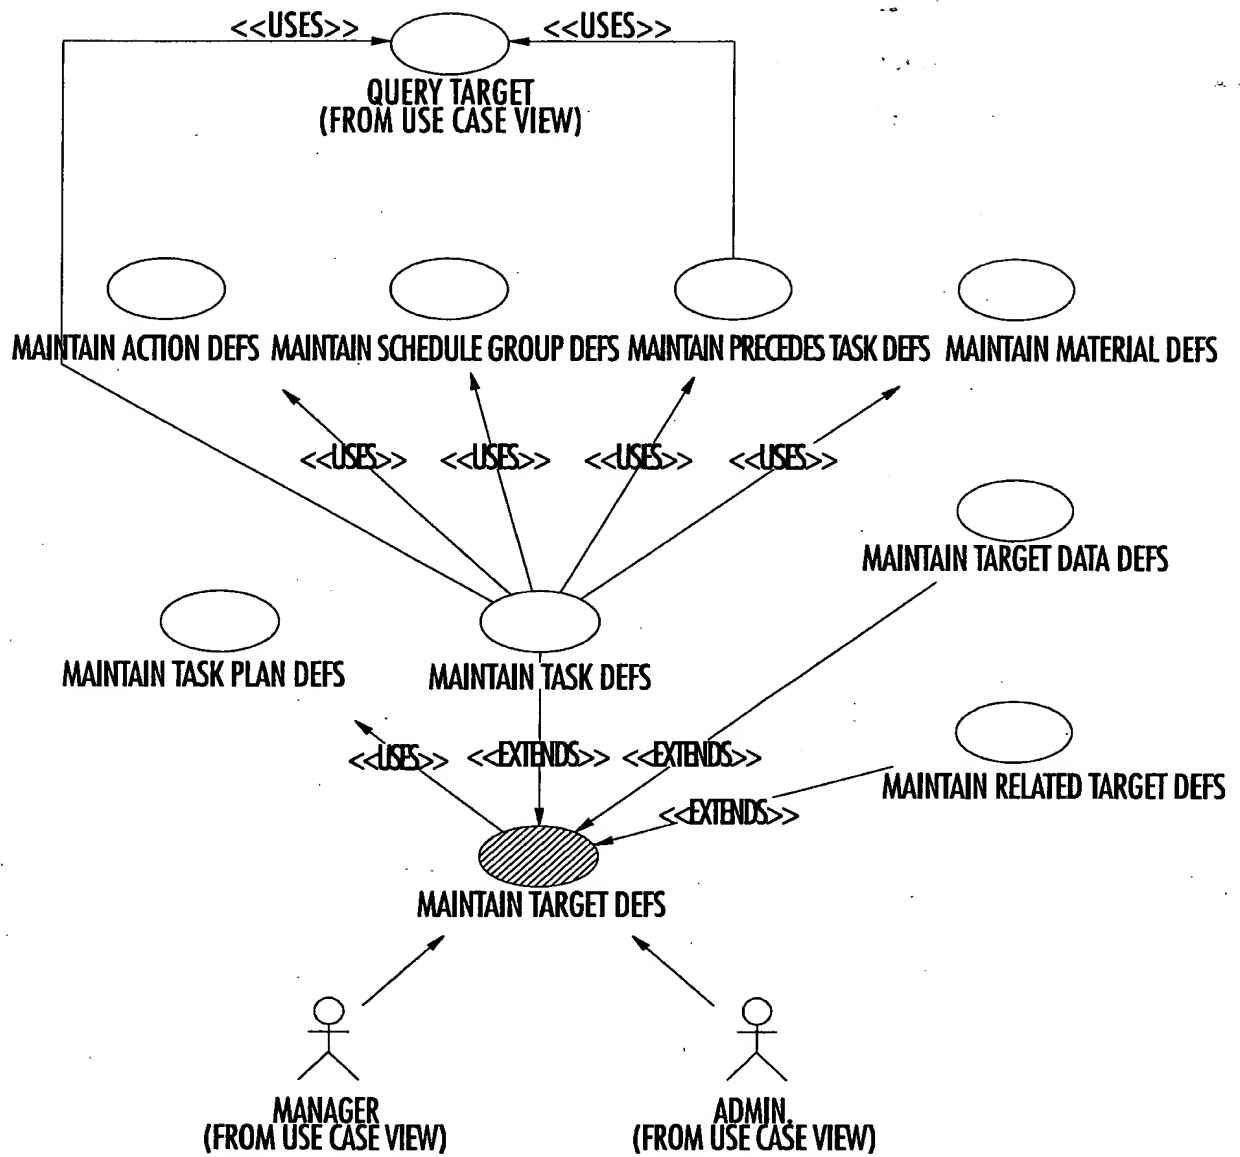 <<USES>> <<USES>>
QUERY TARGET
(FROM USE CASE VIEW)
MAINTAIN ACTION DEFS MAINTAIN SCHEDULE GROUP DEFS MAINTAIN PRECEDES TASK DEFS MAINTAIN MATERIAL DEFS
<<USES>> <<USES>> <<USES>> <<USES>>
MAINTAIN TARGET DATA DEFS
MAINTAIN TASK PLAN DEFS MAINTAIN TASK DEFS
<<USES>> <<EXTENDS>> <<EXTENDS>>
MAINTAIN RELATED TARGET DEFS
<<EXTENDS>>
MAINTAIN TARGET DEFS
MANAGER
(FROM USE CASE VIEW)
ADMIN.
(FROM USE CASE VIEW)